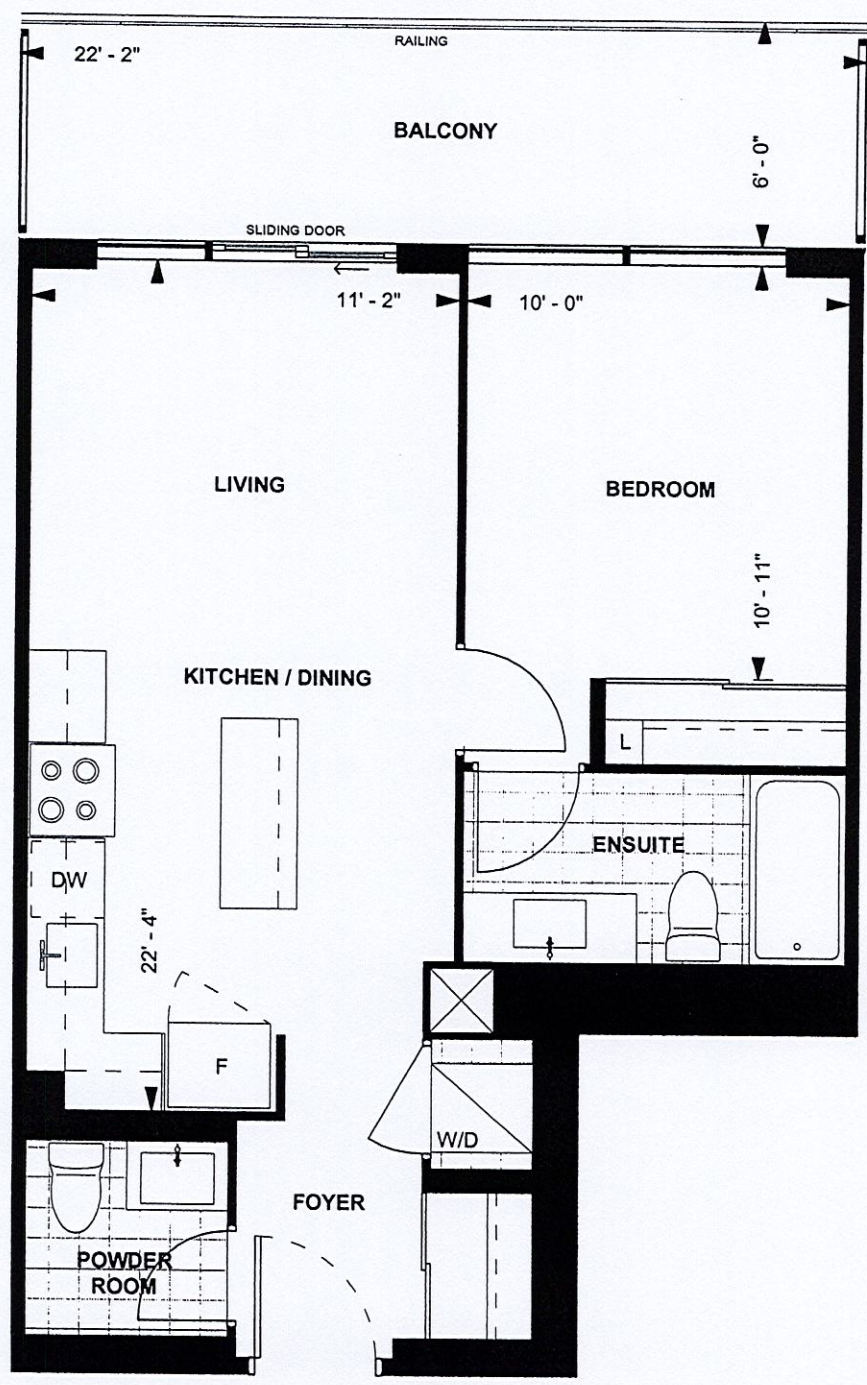 RAILING
22' - 2"
BALCONY
6' - 0"
SLIDING DOOR
11' - 2"
10' - 0"
LIVING
BEDROOM
10' - 11"
KITCHEN / DINING
L
ENSUITE
DW
22' - 4"
F
W/D
FOYER
POWDER
ROOM